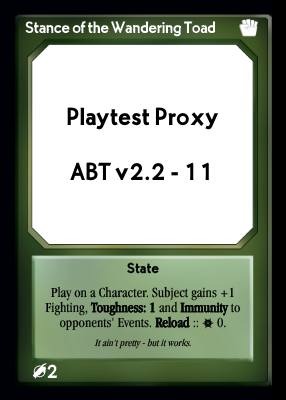 Stance of the Wandering Toad
Playtest Proxy
ABT v2.2 - 11
State
Play on a Character. Subject gains +1
Fighting, Toughness: 1 and Immunity to
opponents' Events. Reload :: 0.
It ain't pretty - but it works.
2